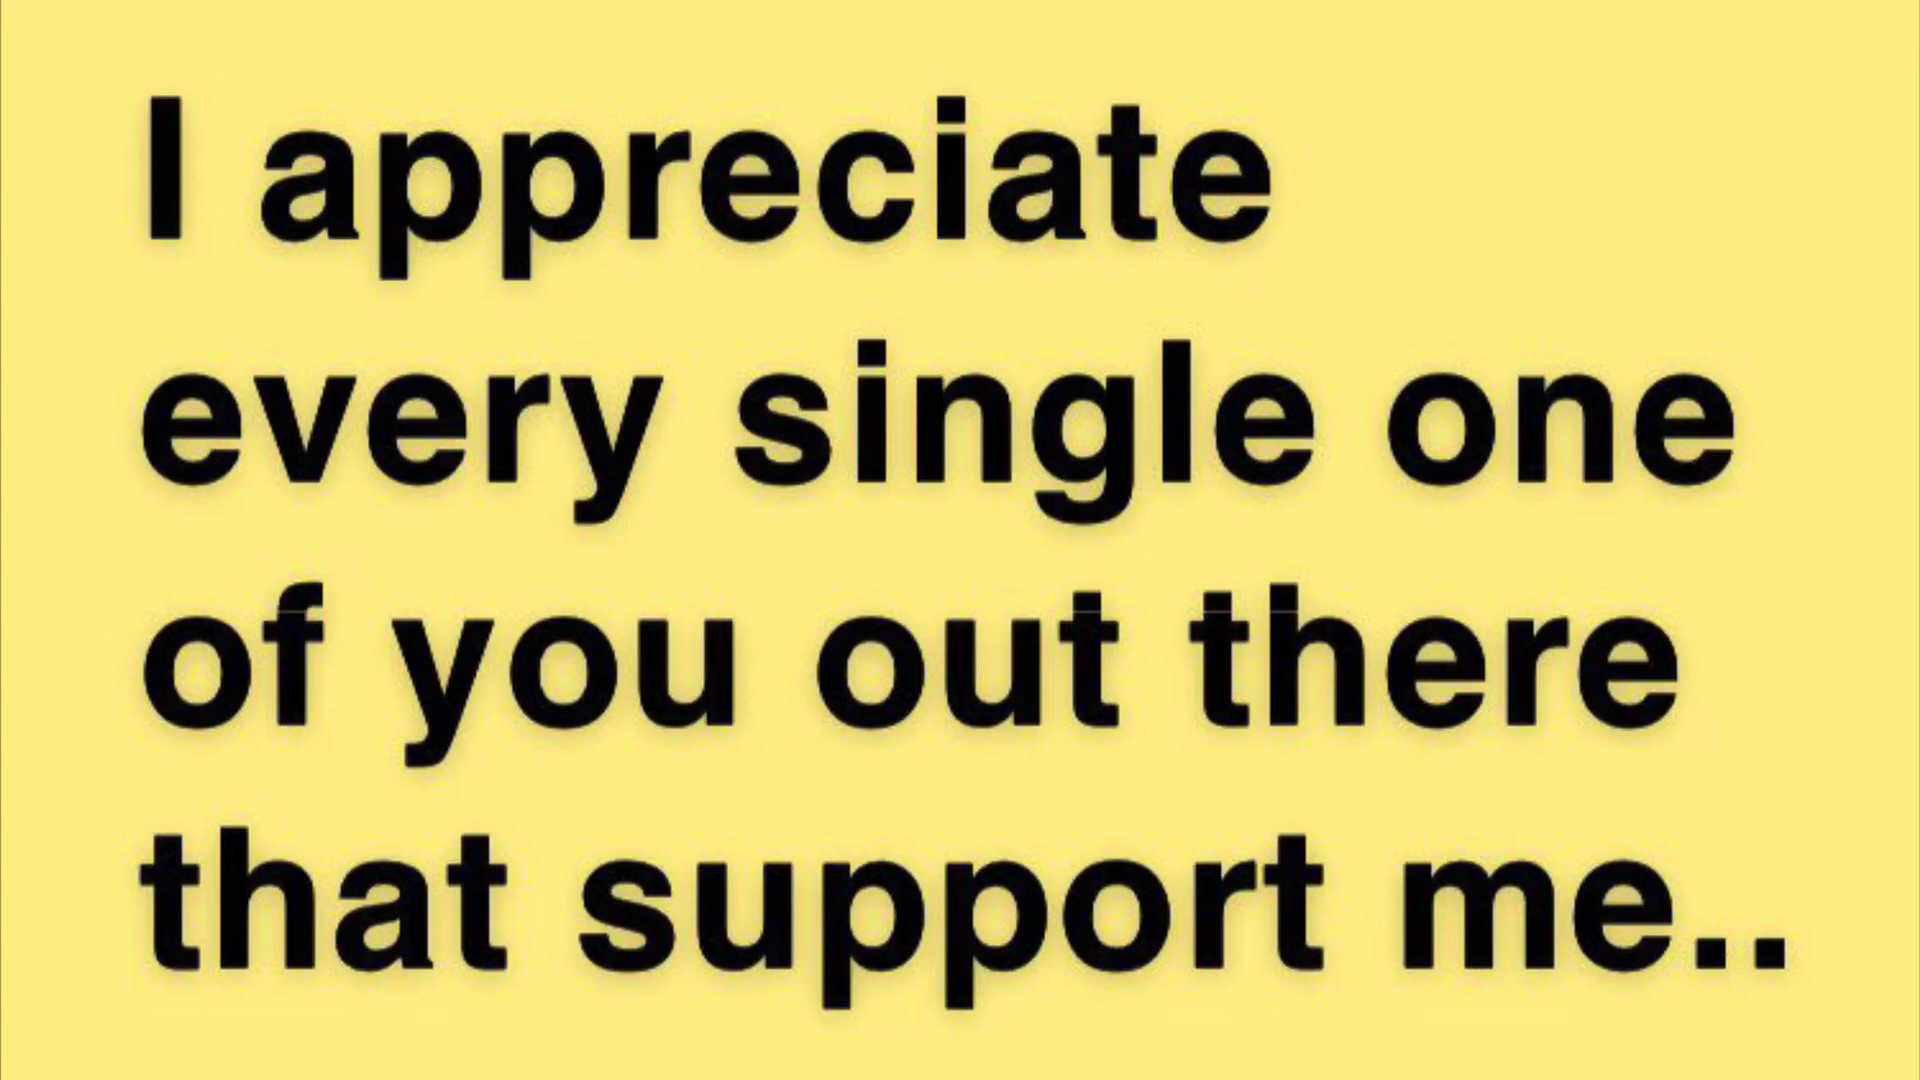 I appreciate
every single one
of you out there
that support me..